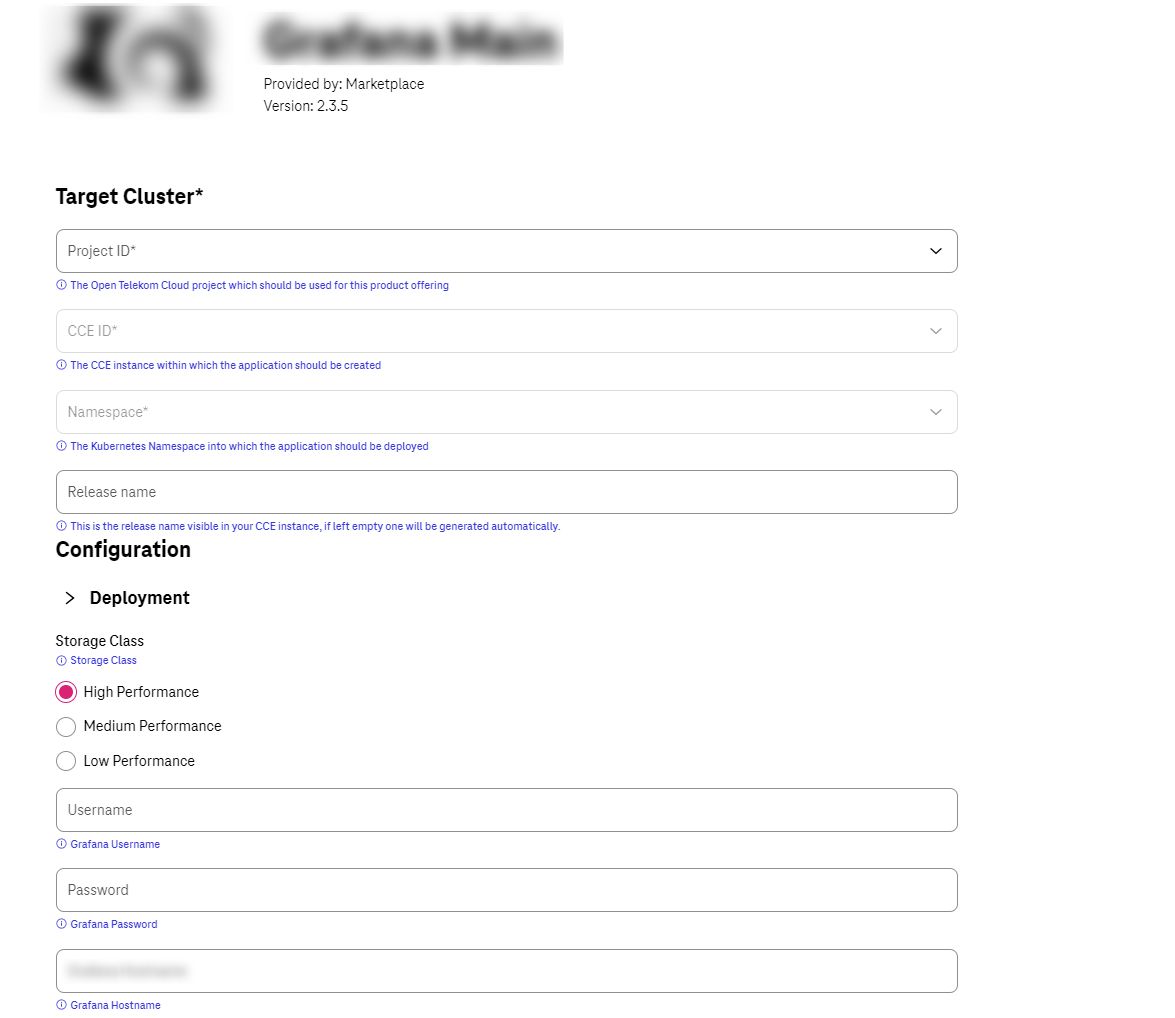 Grafana Main
Provided by: Marketplace
Version: 2.3.5
Target Cluster*
Project ID*
The Open Telekom Cloud project which should be used for this product offering
CCE ID*
The CCE instance within which the application should be created
Namespace*
The Kubernetes Namespace into which the application should be deployed
Release name
This is the release name visible in your CCE instance, if left empty one will be generated automatically.
Configuration
Deployment
Storage Class
Storage Class
High Performance
Medium Performance
Low Performance
Username
Grafana Username
Password
Grafana Password
Grafana Hostname